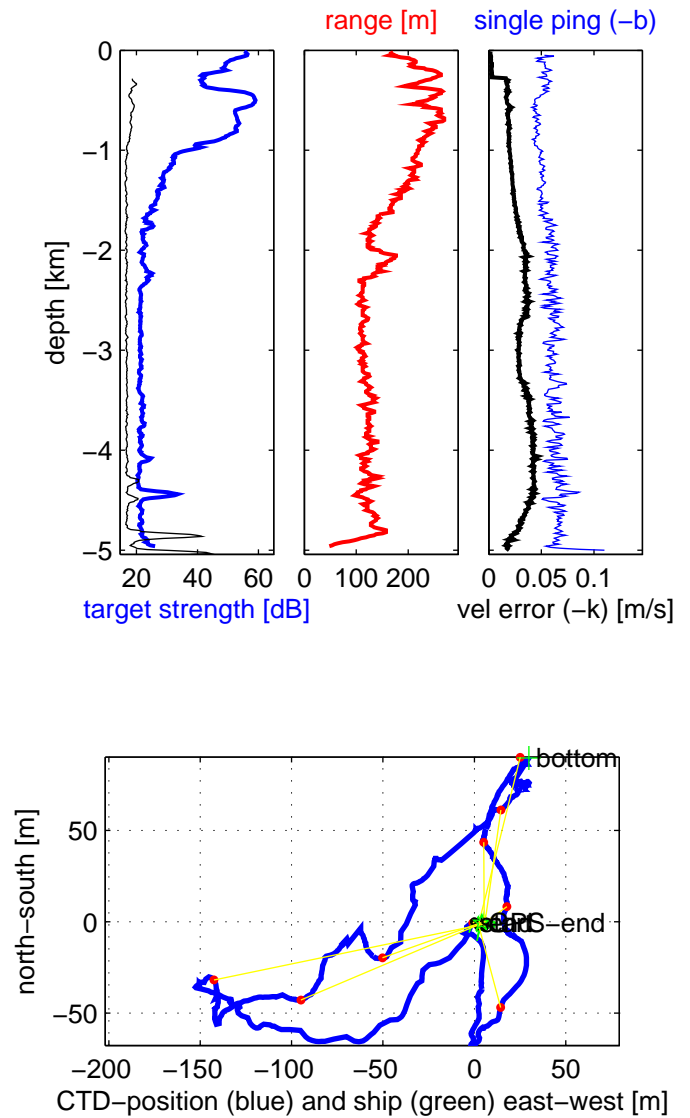 range [m]
single ping (−b)
0
−1
−2
−3
−4
−5
depth [km]
20 40 60
0 100 200
0 0.05 0.1
target strength [dB]
vel error (−k) [m/s]
bottom
GPS−end
50
0
−50
north−south [m]
−200 −150 −100 −50 0 50
CTD−position (blue) and ship (green) east−west [m]